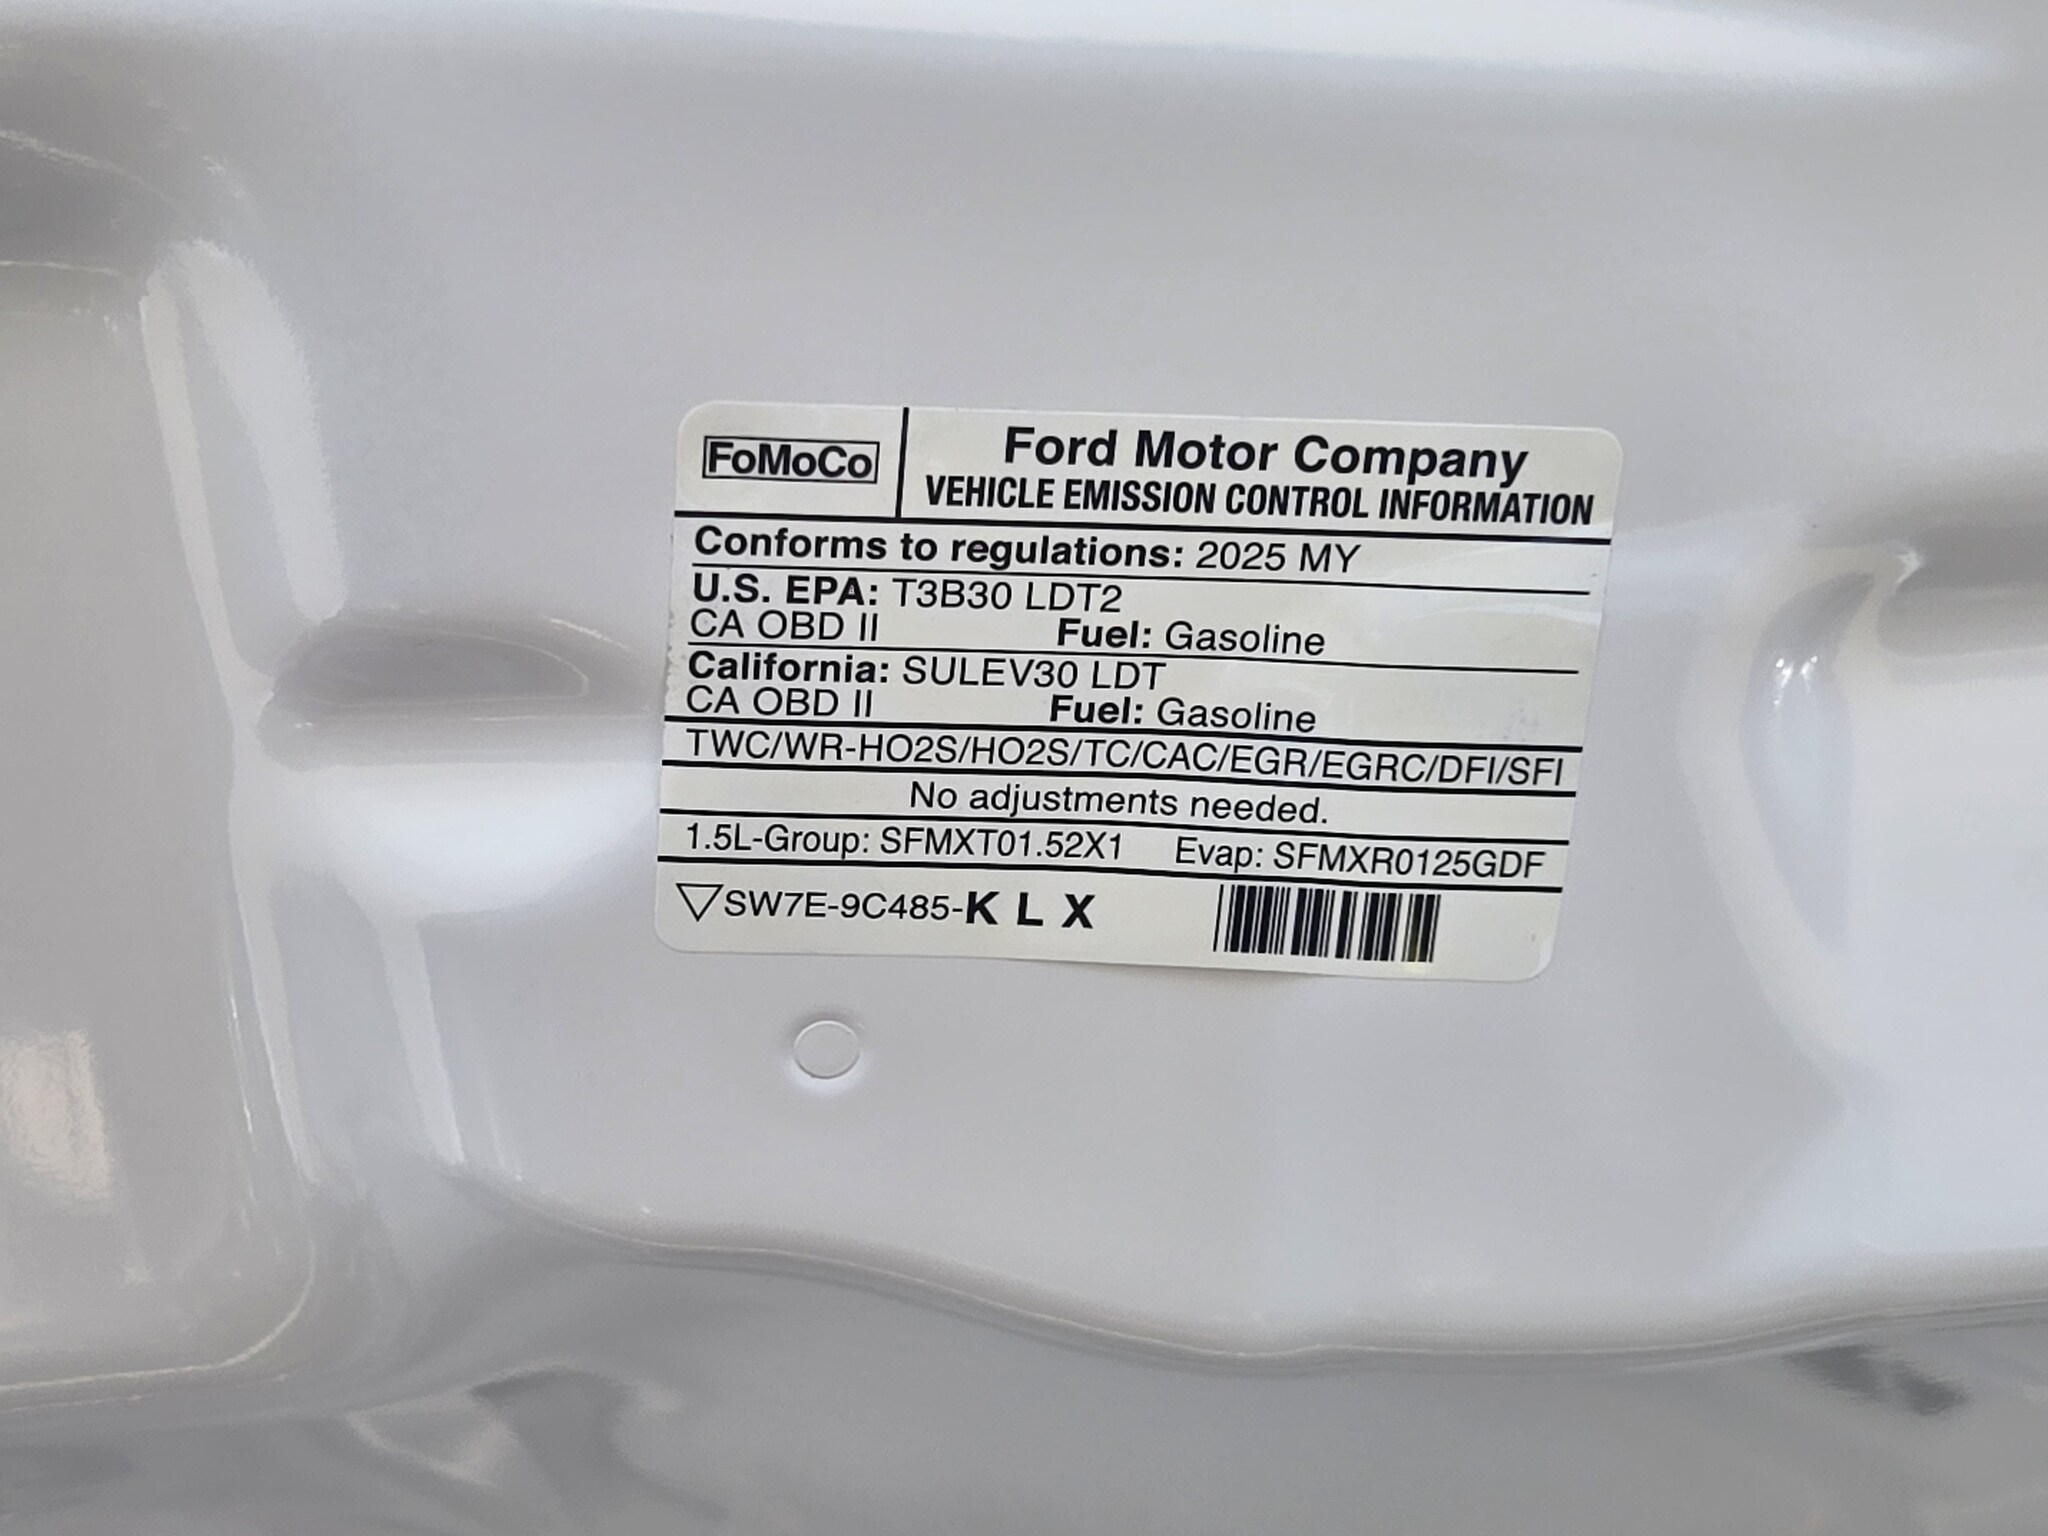 FoMoCo
Ford Motor Company
VEHICLE EMISSION CONTROL INFORMATION
Conforms to regulations: 2025 MY
U.S. EPA: T3B30 LDT2
CA OBD II Fuel: Gasoline
California: SULEV30 LDT
CA OBD II Fuel: Gasoline
TWC/WR-HO2S/HO2S/TC/CAC/EGR/EGRC/DFI/SFI
No adjustments needed.
1.5L-Group: SFMXT01.52X1 Evap: SFMXR0125GDF
SW7E-9C485-K L X